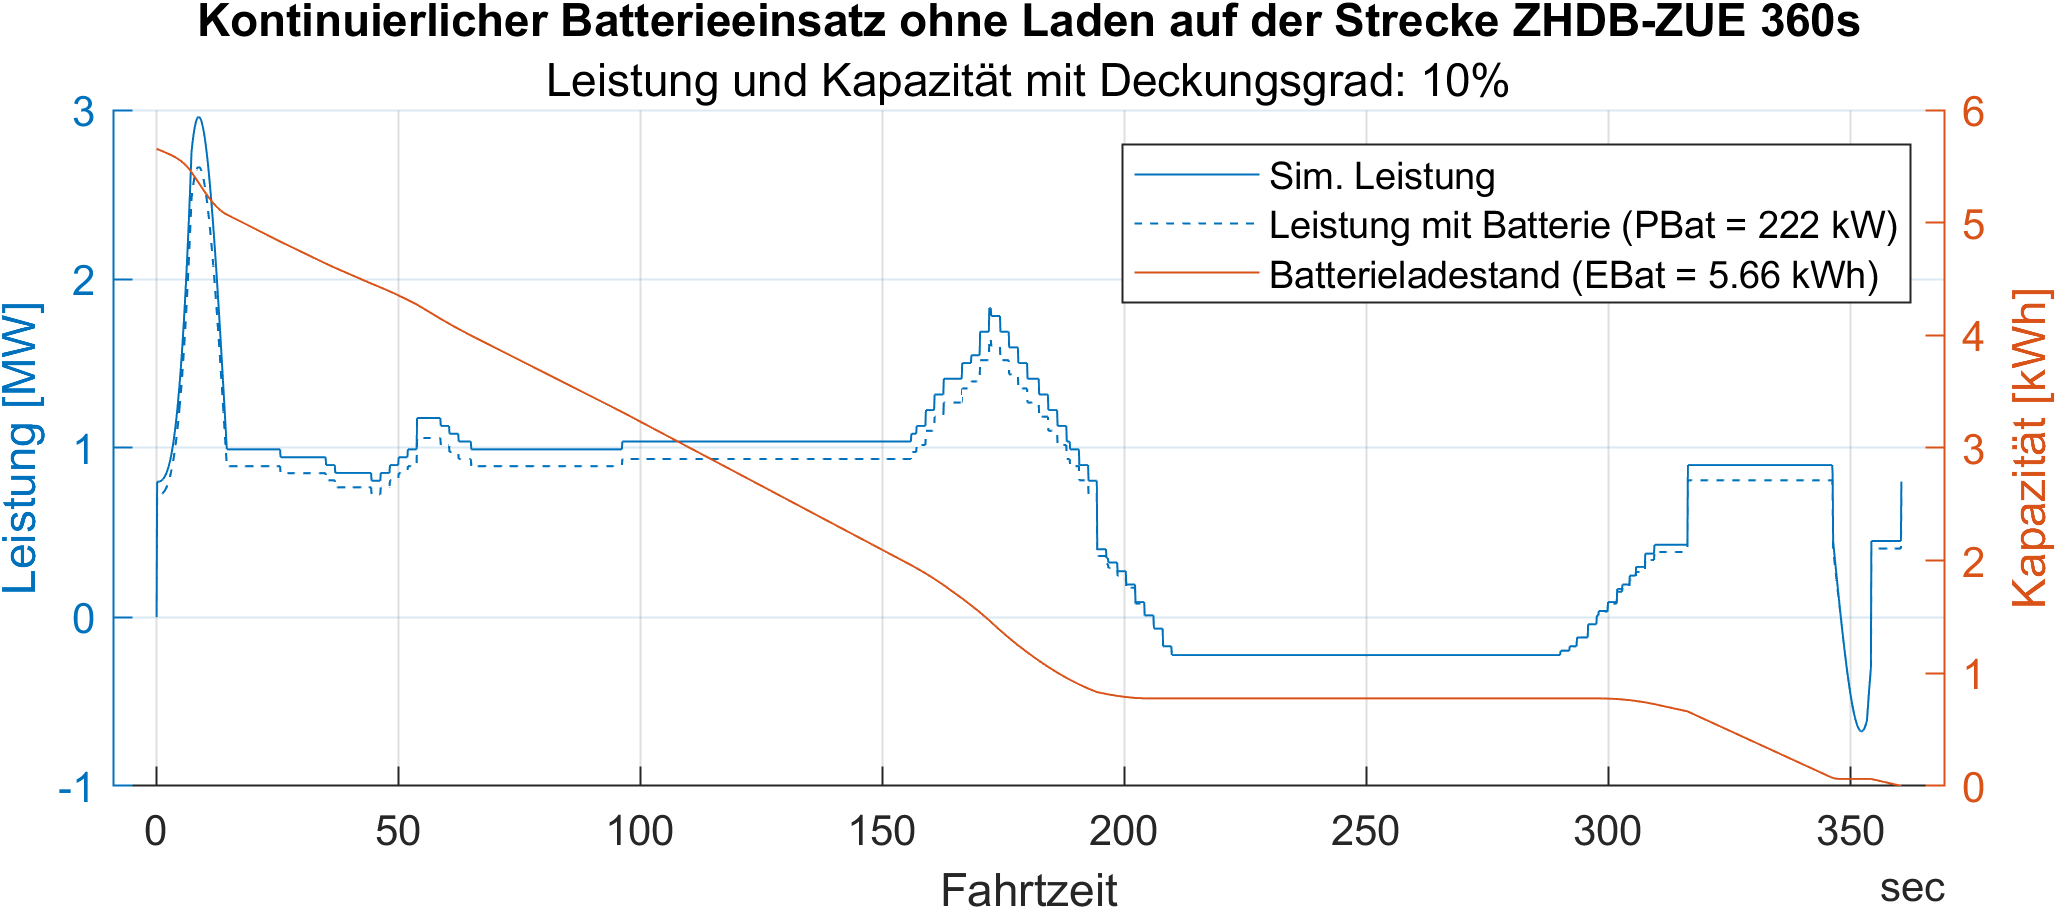 Kontinuierlicher Batterieeinsatz ohne Laden auf der Strecke ZHDB-ZUE 360s
Leistung und Kapazität mit Deckungsgrad: 10%
Leistung [MW]
3
2
1
0
-1
Sim. Leistung
Leistung mit Batterie (PBat = 222 kW)
Batterieladestand (EBat = 5.66 kWh)
6
5
4
3
2
1
0
Kapazität [kWh]
0 50 100 150 200 250 300 350
Fahrtzeit
sec